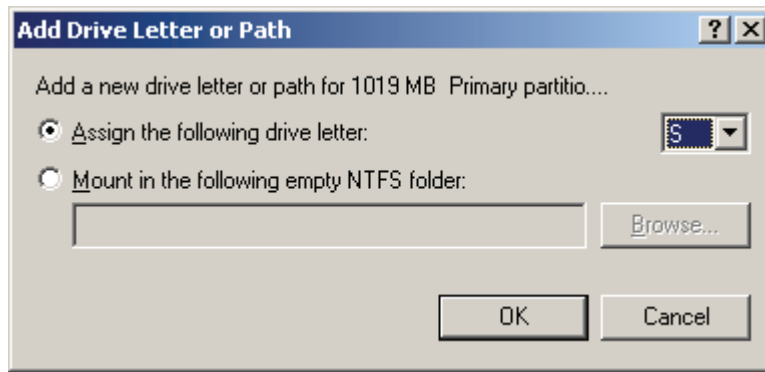 Add Drive Letter or Path
Add a new drive letter or path for 1019 MB  Primary partitio....
Assign the following drive letter: S
Mount in the following empty NTFS folder:
Browse...
OK Cancel